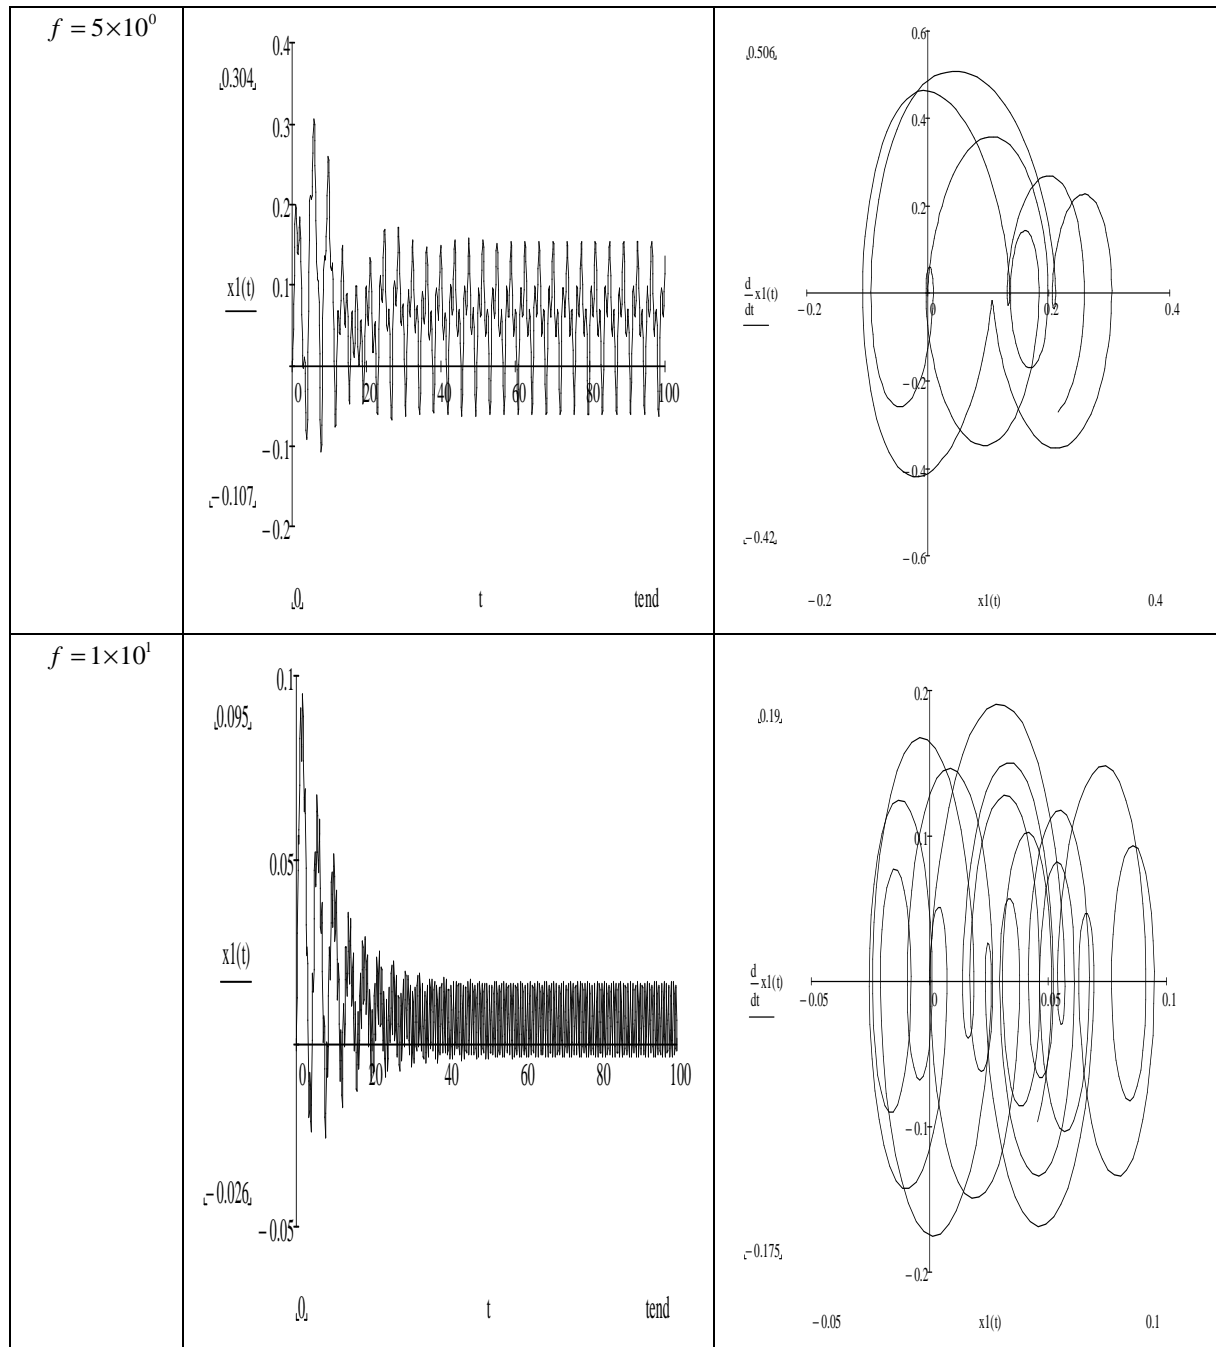 f = 5×10⁰
0.4
0.304
0.3
0.2
x1(t)
0.1
0 20 40 60 80 100
−0.1
−0.107
−0.2
0 t tend
0.6
0.506
0.4
0.2
d
dt x1(t)
−0.2 0 0.2 0.4
−0.2
−0.4
−0.42
−0.6
−0.2 x1(t) 0.4
f = 1×10¹
0.1
0.095
0.05
x1(t)
0 20 40 60 80 100
−0.026
−0.05
0 t tend
0.2
0.19
0.1
d
dt x1(t)
−0.05 0 0.05 0.1
−0.1
−0.175
−0.2
−0.05 x1(t) 0.1